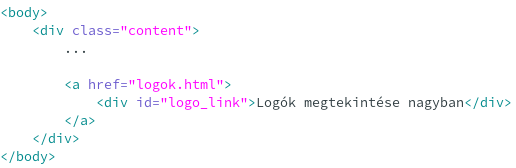 <body>
    <div class="content">
        ...
        <a href="logok.html">
            <div id="logo_link">Logók megtekintése nagyban</div>
        </a>
    </div>
</body>